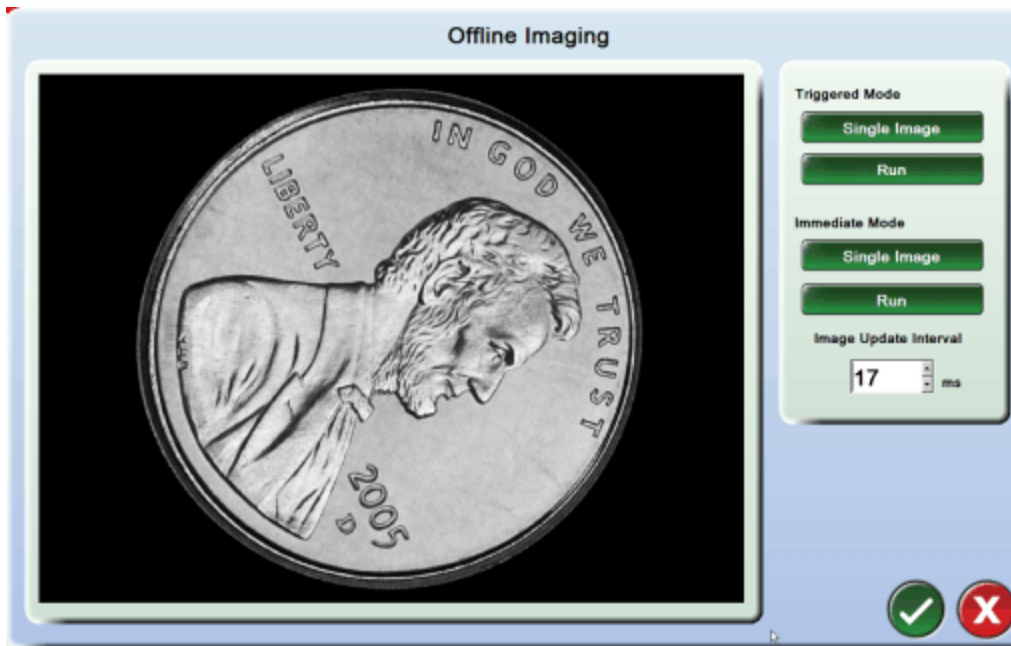 Offline Imaging
IN GOD WE TRUST
LIBERTY
2005
D
Triggered Mode
Single Image
Run
Immediate Mode
Single Image
Run
Image Update Interval
17 ms